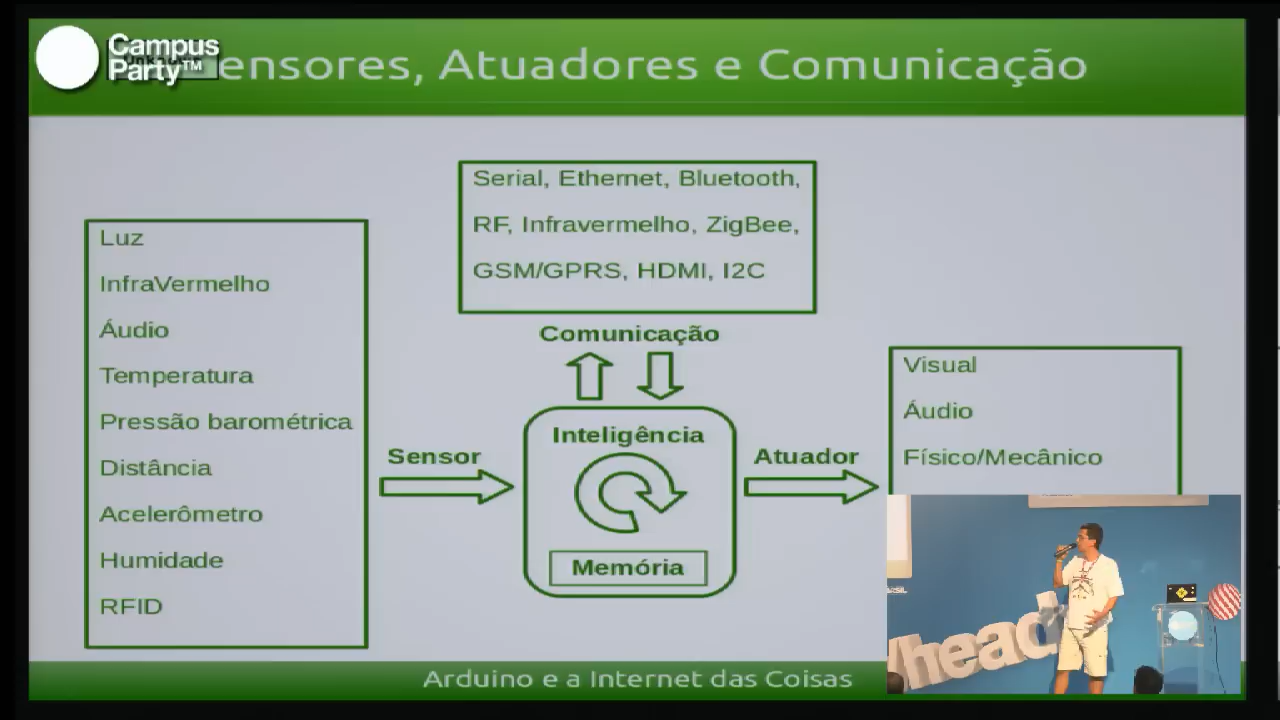 Campus
Party™
ensores, Atuadores e Comunicação
Serial, Ethernet, Bluetooth,
RF, Infravermelho, ZigBee,
GSM/GPRS, HDMI, I2C
Luz
InfraVermelho
Áudio
Temperatura
Pressão barométrica
Distância
Acelerômetro
Humidade
RFID
Comunicação
Sensor
Inteligência
Memória
Atuador
Visual
Áudio
Físico/Mecânico
head
Arduino e a Internet das Coisas